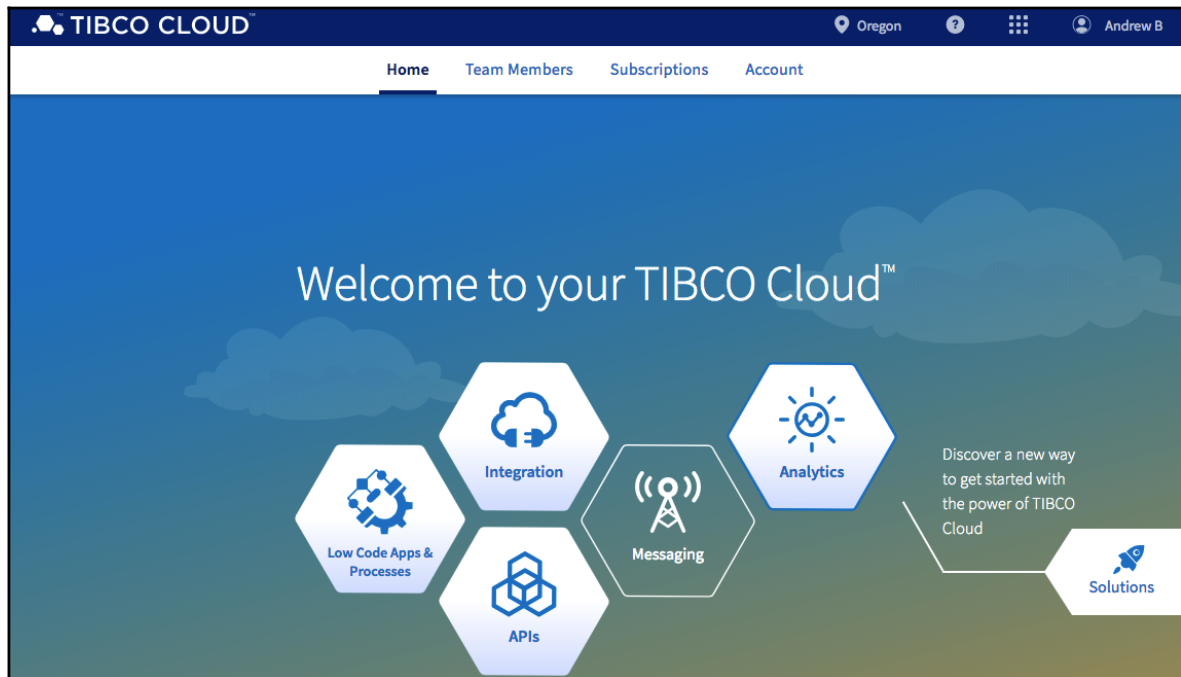 TIBCO CLOUD™
Oregon
?
Andrew B
Home
Team Members
Subscriptions
Account
Welcome to your TIBCO Cloud™
Integration
Analytics
Low Code Apps &
Processes
Messaging
APIs
Discover a new way
to get started with
the power of TIBCO
Cloud
Solutions